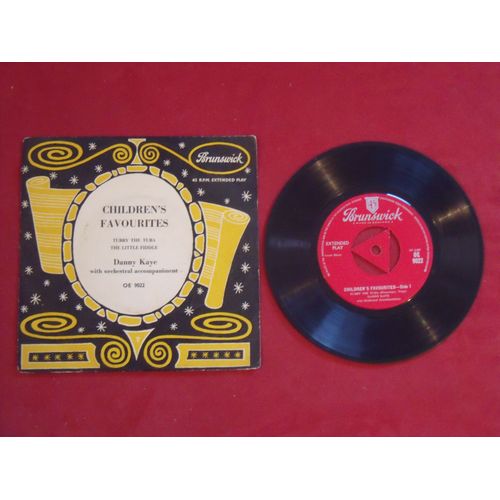 Brunswick
45 R.P.M. EXTENDED PLAY
CHILDREN'S
FAVOURITES
TUBBY THE TUBA
THE LITTLE FIDDLE
Danny Kaye
with orchestral accompaniment
OE 9022
45
Brunswick
EXTENDED
PLAY
OE
9022
CHILDREN'S FAVOURITES—Side 1
TUBBY THE TUBA
DANNY KAYE